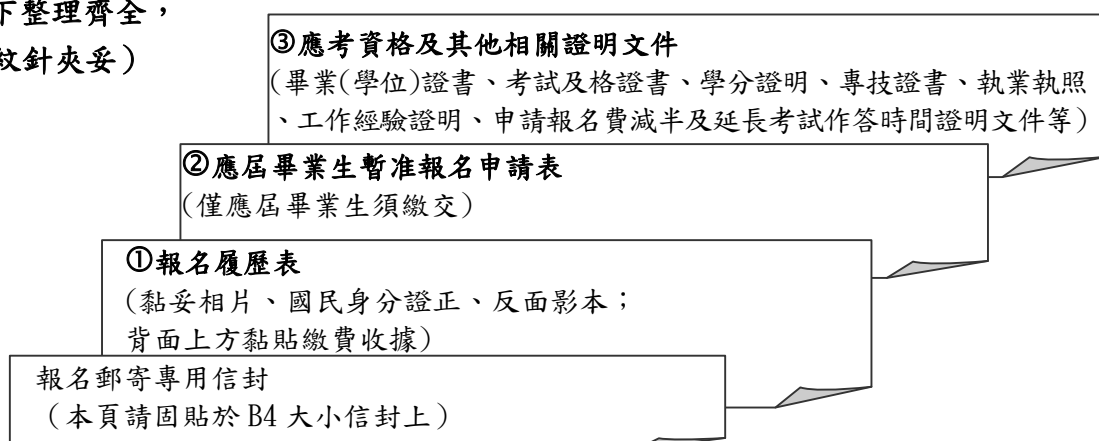 下整理齊全，
紋針夾妥）
③應考資格及其他相關證明文件
(畢業(學位)證書、考試及格證書、學分證明、專技證書、執業執照
、工作經驗證明、申請報名費減半及延長考試作答時間證明文件等）
②應屆畢業生暫准報名申請表
(僅應屆畢業生須繳交）
①報名履歷表
(黏妥相片、國民身分證正、反面影本；
背面上方黏貼繳費收據）
報名郵寄專用信封
（本頁請固貼於 B4 大小信封上）